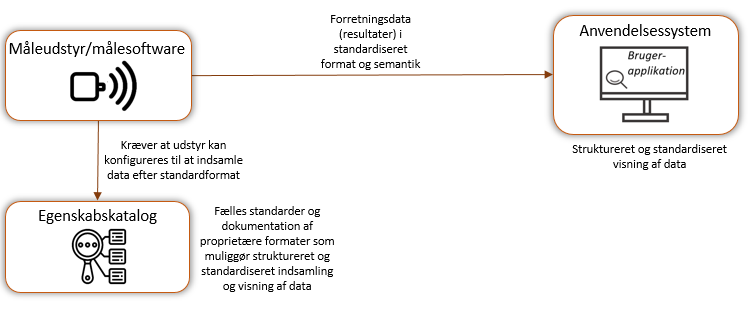 Måleudstyr/målesoftware
Forretningsdata
(resultater) i
standardiseret
format og semantik
Anvendelsessystem
Bruger-
applikation
Struktureret og standardiseret
visning af data
Kræver at udstyr kan
konfigureres til at indsamle
data efter standardformat
Egenskabskatalog
Fælles standarder og
dokumentation af
proprietære formater som
muliggør struktureret og
standardiseret indsamling
og visning af data